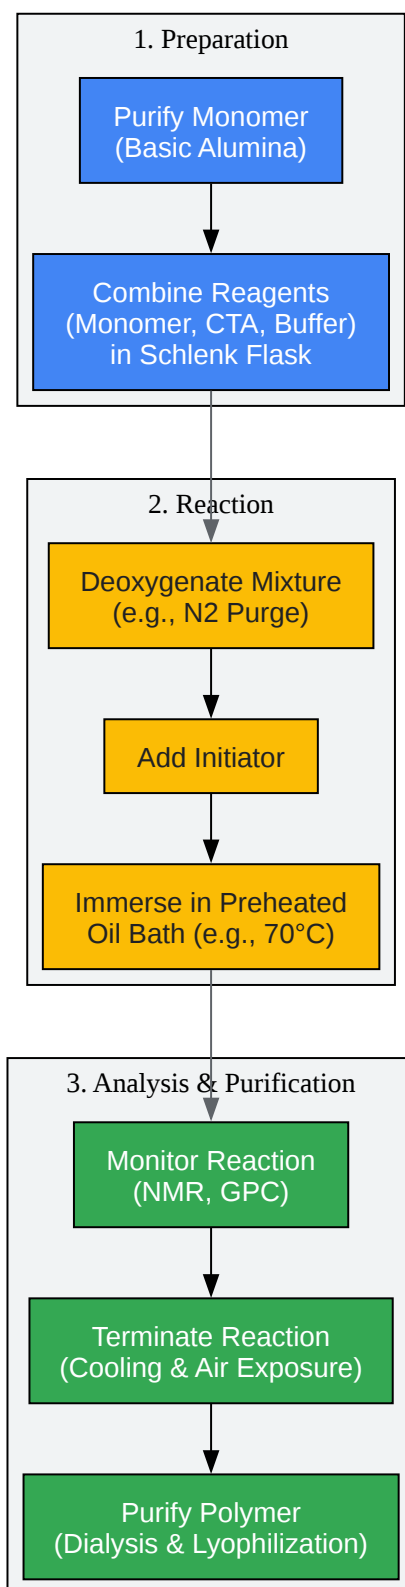 1. Preparation
Purify Monomer
(Basic Alumina)
Combine Reagents
(Monomer, CTA, Buffer)
in Schlenk Flask
2. Reaction
Deoxygenate Mixture
(e.g., N2 Purge)
Add Initiator
Immerse in Preheated
Oil Bath (e.g., 70°C)
3. Analysis & Purification
Monitor Reaction
(NMR, GPC)
Terminate Reaction
(Cooling & Air Exposure)
Purify Polymer
(Dialysis & Lyophilization)